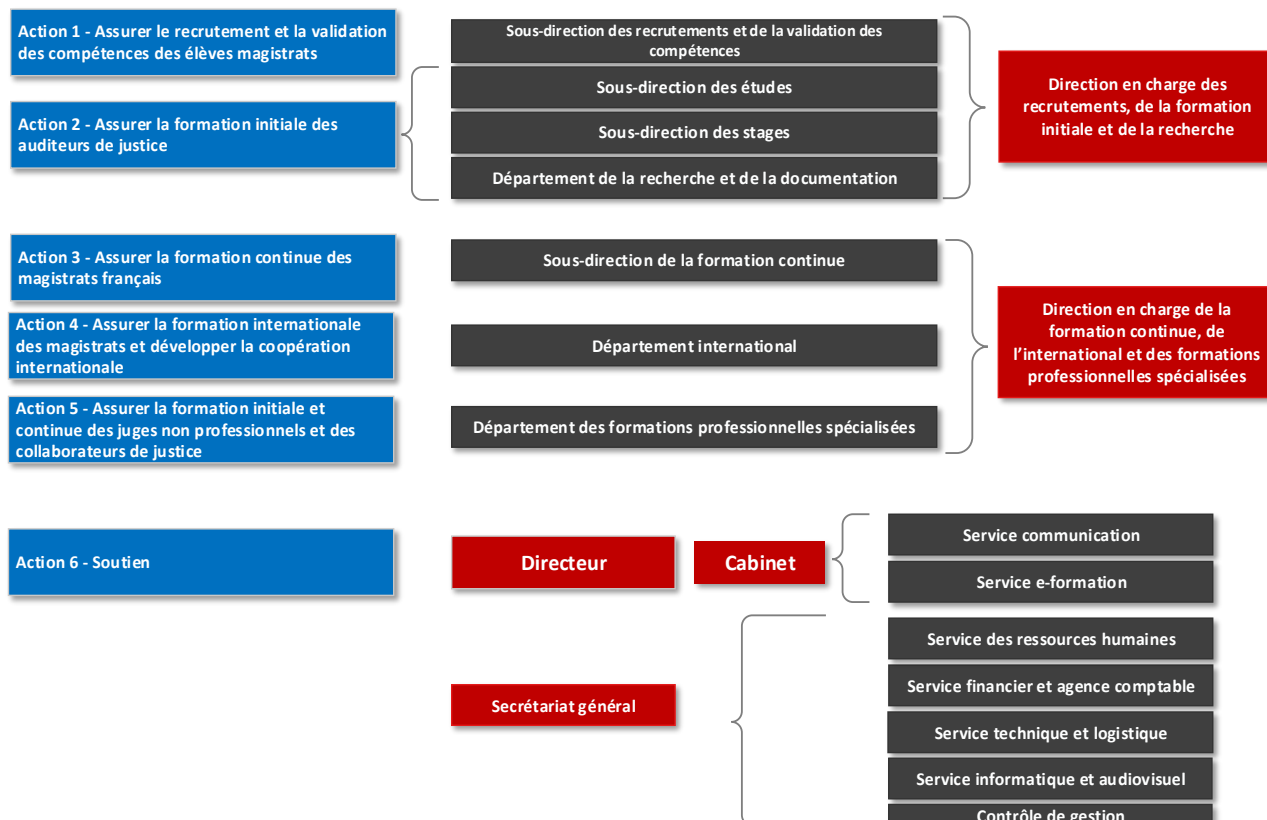 Action 1 - Assurer le recrutement et la validation
des compétences des élèves magistrats
Sous-direction des recrutements et de la validation des
compétences
Sous-direction des études
Action 2 - Assurer la formation initiale des
auditeurs de justice
Sous-direction des stages
Département de la recherche et de la documentation
Direction en charge des
recrutements, de la formation
initiale et de la recherche
Action 3 - Assurer la formation continue des
magistrats français
Sous-direction de la formation continue
Action 4 - Assurer la formation internationale
des magistrats et développer la coopération
internationale
Département international
Action 5 - Assurer la formation initiale et
continue des juges non professionnels et des
collaborateurs de justice
Département des formations professionnelles spécialisées
Direction en charge de la
formation continue, de
l’international et des formations
professionnelles spécialisées
Action 6 - Soutien
Directeur
Cabinet
Service communication
Service e-formation
Secrétariat général
Service des ressources humaines
Service financier et agence comptable
Service technique et logistique
Service informatique et audiovisuel
Contrôle de gestion